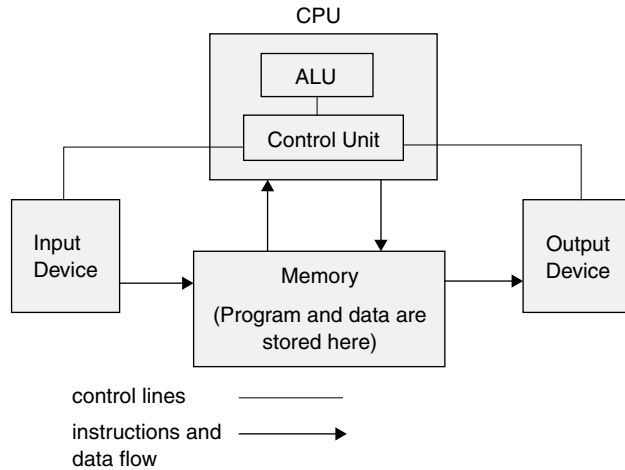 CPU
ALU
Control Unit
Input
Device
Memory
(Program and data are
stored here)
Output
Device
control lines
instructions and
data flow